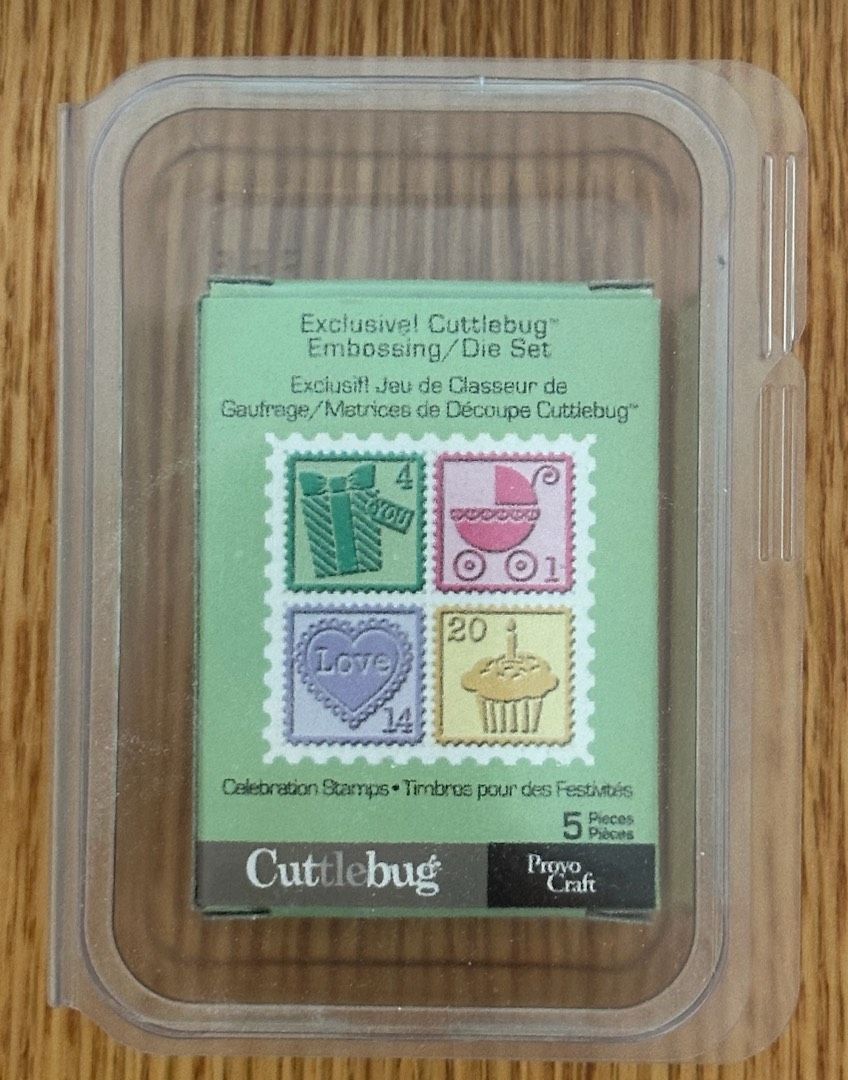 Exclusive! Cuttlebug™
Embossing/Die Set
Exclusif! Jeu de Classeur de
Gaufrage/Matrices de Découpe Cuttlebug™
4
YOU
1
Love
14
20
Celebration Stamps • Timbres pour des Festivités
5 Pieces
Pièces
Cuttlebug
Provo
Craft